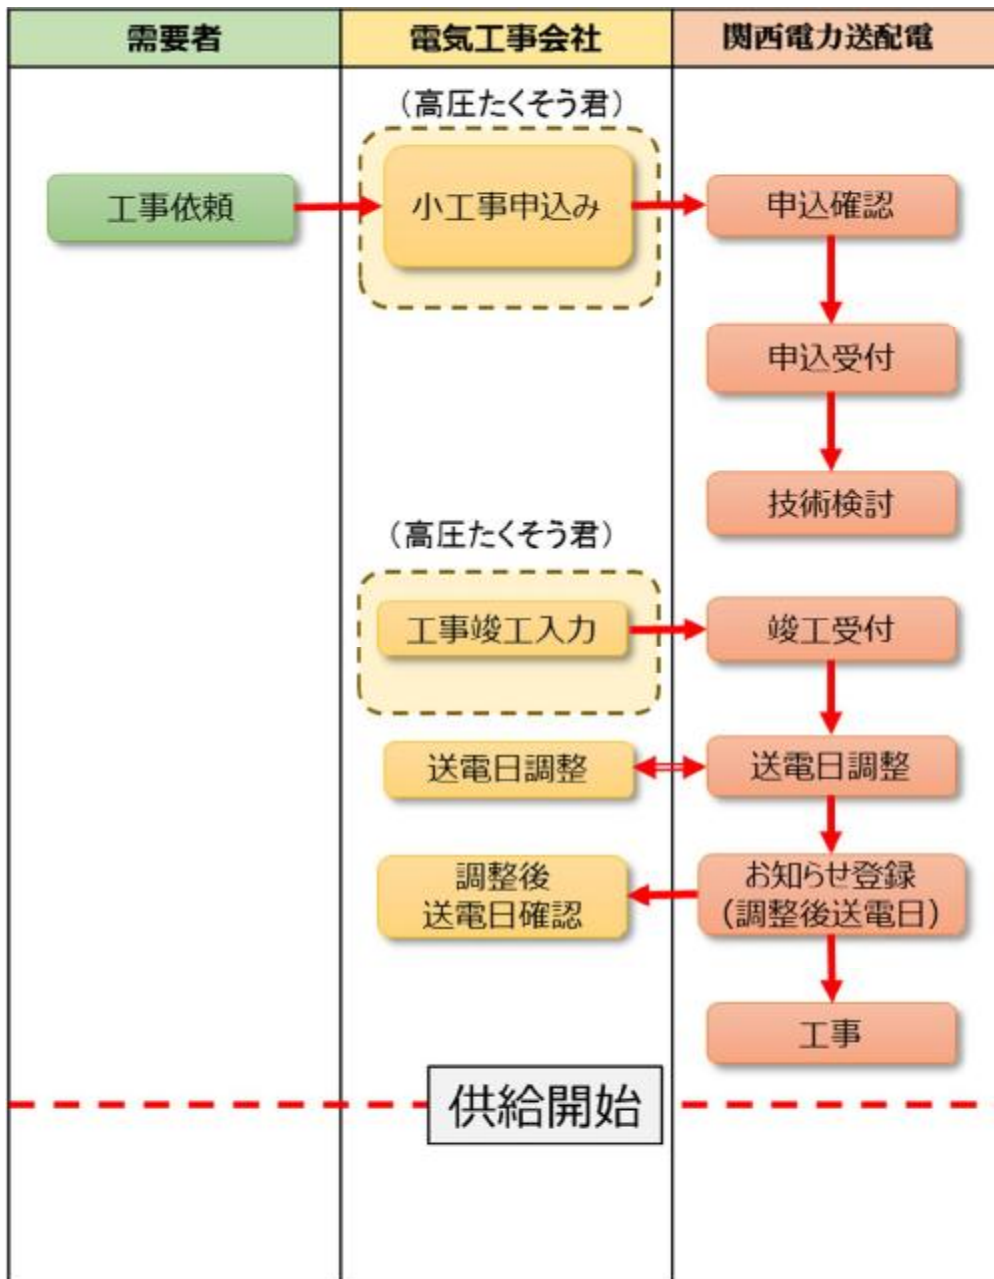 需要者
電気工事会社
関西電力送配電
（高圧たくそう君）
工事依頼
小工事申込み
申込確認
申込受付
技術検討
（高圧たくそう君）
工事竣工入力
竣工受付
送電日調整
送電日調整
調整後
送電日確認
お知らせ登録
（調整後送電日）
工事
供給開始